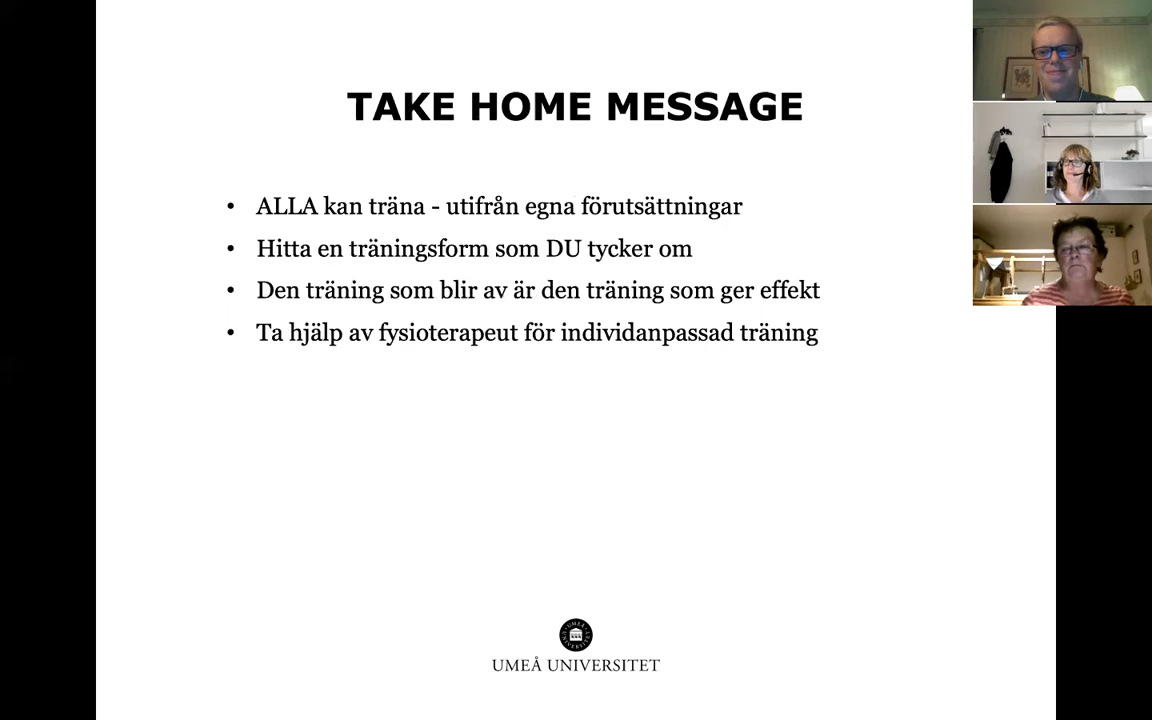 TAKE HOME MESSAGE
• ALLA kan träna - utifrån egna förutsättningar
• Hitta en träningsform som DU tycker om
• Den träning som blir av är den träning som ger effekt
• Ta hjälp av fysioterapeut för individanpassad träning
UMEÅ UNIVERSITET